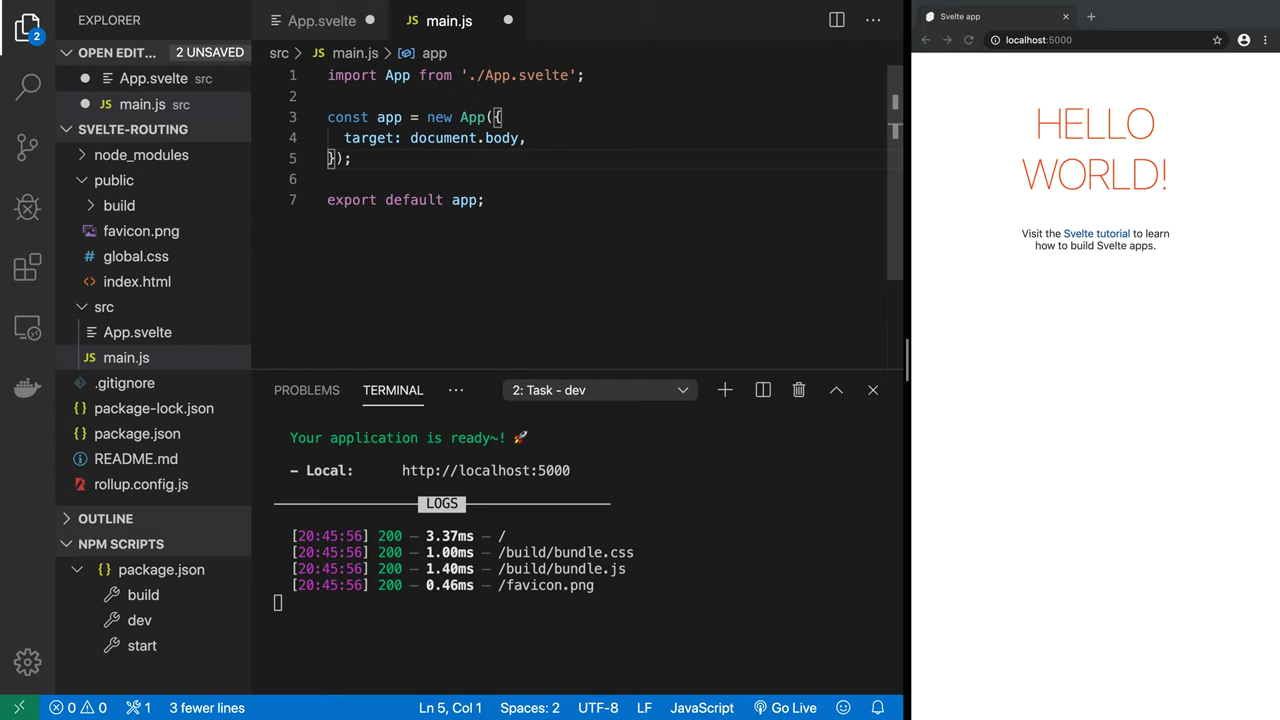 EXPLORER
OPEN EDIT... 2 UNSAVED
App.svelte src
JS main.js src
SVELTE-ROUTING
node_modules
public
build
favicon.png
# global.css
<> index.html
src
App.svelte
JS main.js
.gitignore
{} package-lock.json
{} package.json
README.md
rollup.config.js
OUTLINE
NPM SCRIPTS
{} package.json
build
dev
start
2
App.svelte
JS main.js
src > JS main.js > app
1 import App from './App.svelte';
2
3 const app = new App({
4 target: document.body,
5 });
6
7 export default app;
PROBLEMS TERMINAL ... 2: Task - dev
Your application is ready~! 🚀
– Local: http://localhost:5000
LOGS
[20:45:56] 200 — 3.37ms — /
[20:45:56] 200 — 1.00ms — /build/bundle.css
[20:45:56] 200 — 1.40ms — /build/bundle.js
[20:45:56] 200 — 0.46ms — /favicon.png
0 0 1 3 fewer lines Ln 5, Col 1 Spaces: 2 UTF-8 LF JavaScript Go Live
Svelte app
localhost:5000
HELLO
WORLD!
Visit the Svelte tutorial to learn
how to build Svelte apps.